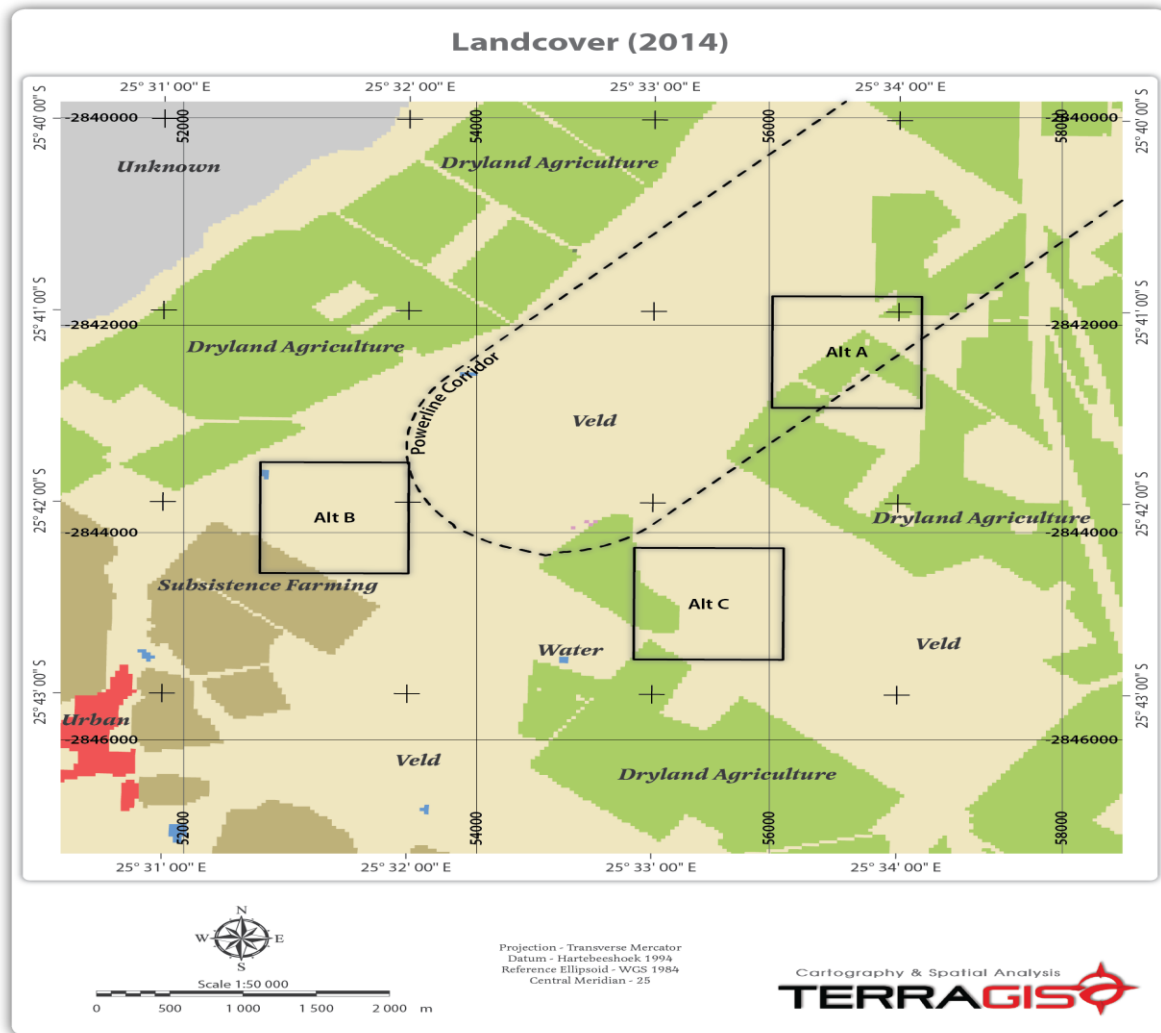 Landcover (2014)
25° 31' 00" E
25° 32' 00" E
25° 33' 00" E
25° 34' 00" E
25° 40' 00" S
25° 40' 00" S
-2840000
52000
54000
56000
58000
-2840000
Unknown
Dryland Agriculture
25° 41' 00" S
25° 41' 00" S
-2842000
-2842000
Dryland Agriculture
Alt A
Powerline Corridor
Veld
25° 42' 00" S
25° 42' 00" S
Alt B
Dryland Agriculture
-2844000
-2844000
Subsistence Farming
Alt C
Water
Veld
25° 43' 00" S
25° 43' 00" S
Urban
-2846000
-2846000
Veld
Dryland Agriculture
52000
54000
56000
58000
25° 31' 00" E
25° 32' 00" E
25° 33' 00" E
25° 34' 00" E
N
W
E
S
Scale 1:50 000
0 500 1 000 1 500 2 000 m
Projection - Transverse Mercator
Datum - Hartebeeshoek 1994
Reference Ellipsoid - WGS 1984
Central Meridian - 25
Cartography & Spatial Analysis
TERRAGIS